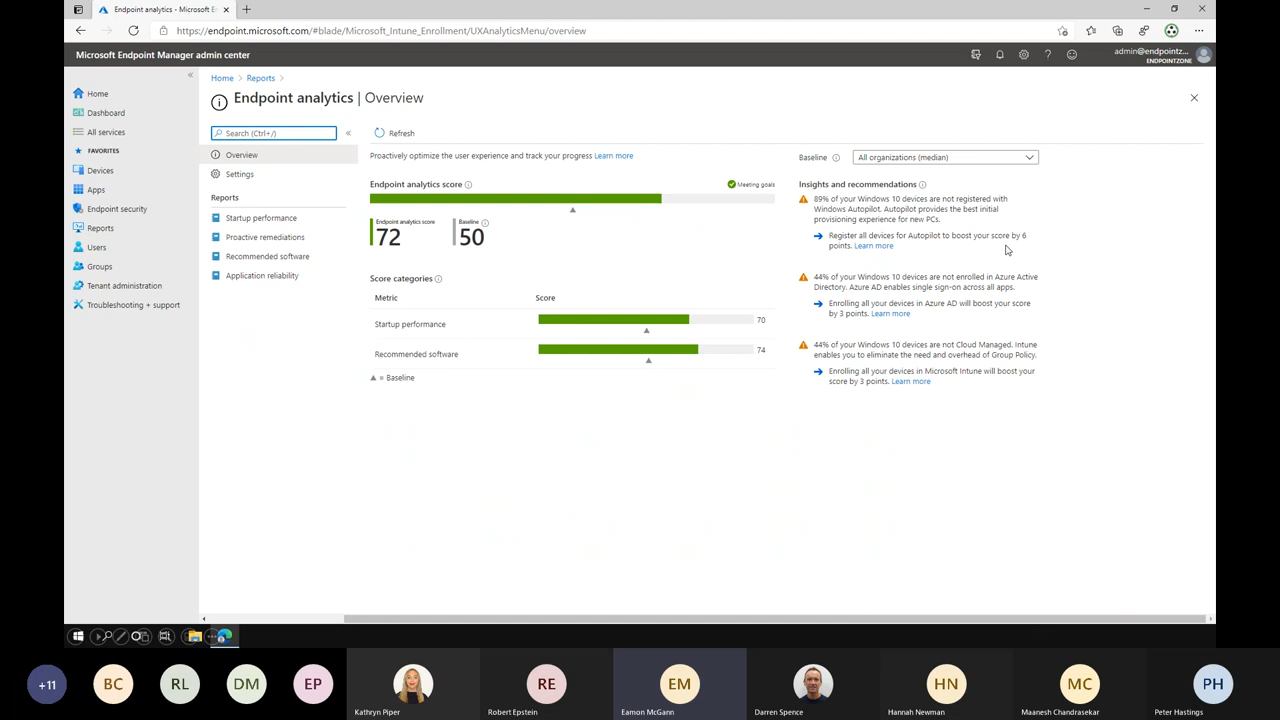 Endpoint analytics - Microsoft En
https://endpoint.microsoft.com/#blade/Microsoft_Intune_Enrollment/UXAnalyticsMenu/overview
Microsoft Endpoint Manager admin center
admin@endpointz...
ENDPOINTZONE
Home
Dashboard
All services
FAVORITES
Devices
Apps
Endpoint security
Reports
Users
Groups
Tenant administration
Troubleshooting + support
Home > Reports >
Endpoint analytics | Overview
Search (Ctrl+/)
Overview
Settings
Reports
Startup performance
Proactive remediations
Recommended software
Application reliability
Refresh
Proactively optimize the user experience and track your progress Learn more
Endpoint analytics score
Meeting goals
Endpoint analytics score
72
Baseline
50
Score categories
Metric Score
Startup performance 70
Recommended software 74
= Baseline
Baseline All organizations (median)
Insights and recommendations
89% of your Windows 10 devices are not registered with
Windows Autopilot. Autopilot provides the best initial
provisioning experience for new PCs.
Register all devices for Autopilot to boost your score by 6
points. Learn more
44% of your Windows 10 devices are not enrolled in Azure Active
Directory. Azure AD enables single sign-on across all apps.
Enrolling all your devices in Azure AD will boost your score
by 3 points. Learn more
44% of your Windows 10 devices are not Cloud Managed. Intune
enables you to eliminate the need and overhead of Group Policy.
Enrolling all your devices in Microsoft Intune will boost your
score by 3 points. Learn more
+11
BC
RL
DM
EP
Kathryn Piper
RE
Robert Epstein
EM
Eamon McGann
Darren Spence
HN
Hannah Newman
MC
Maanesh Chandrasekar
PH
Peter Hastings